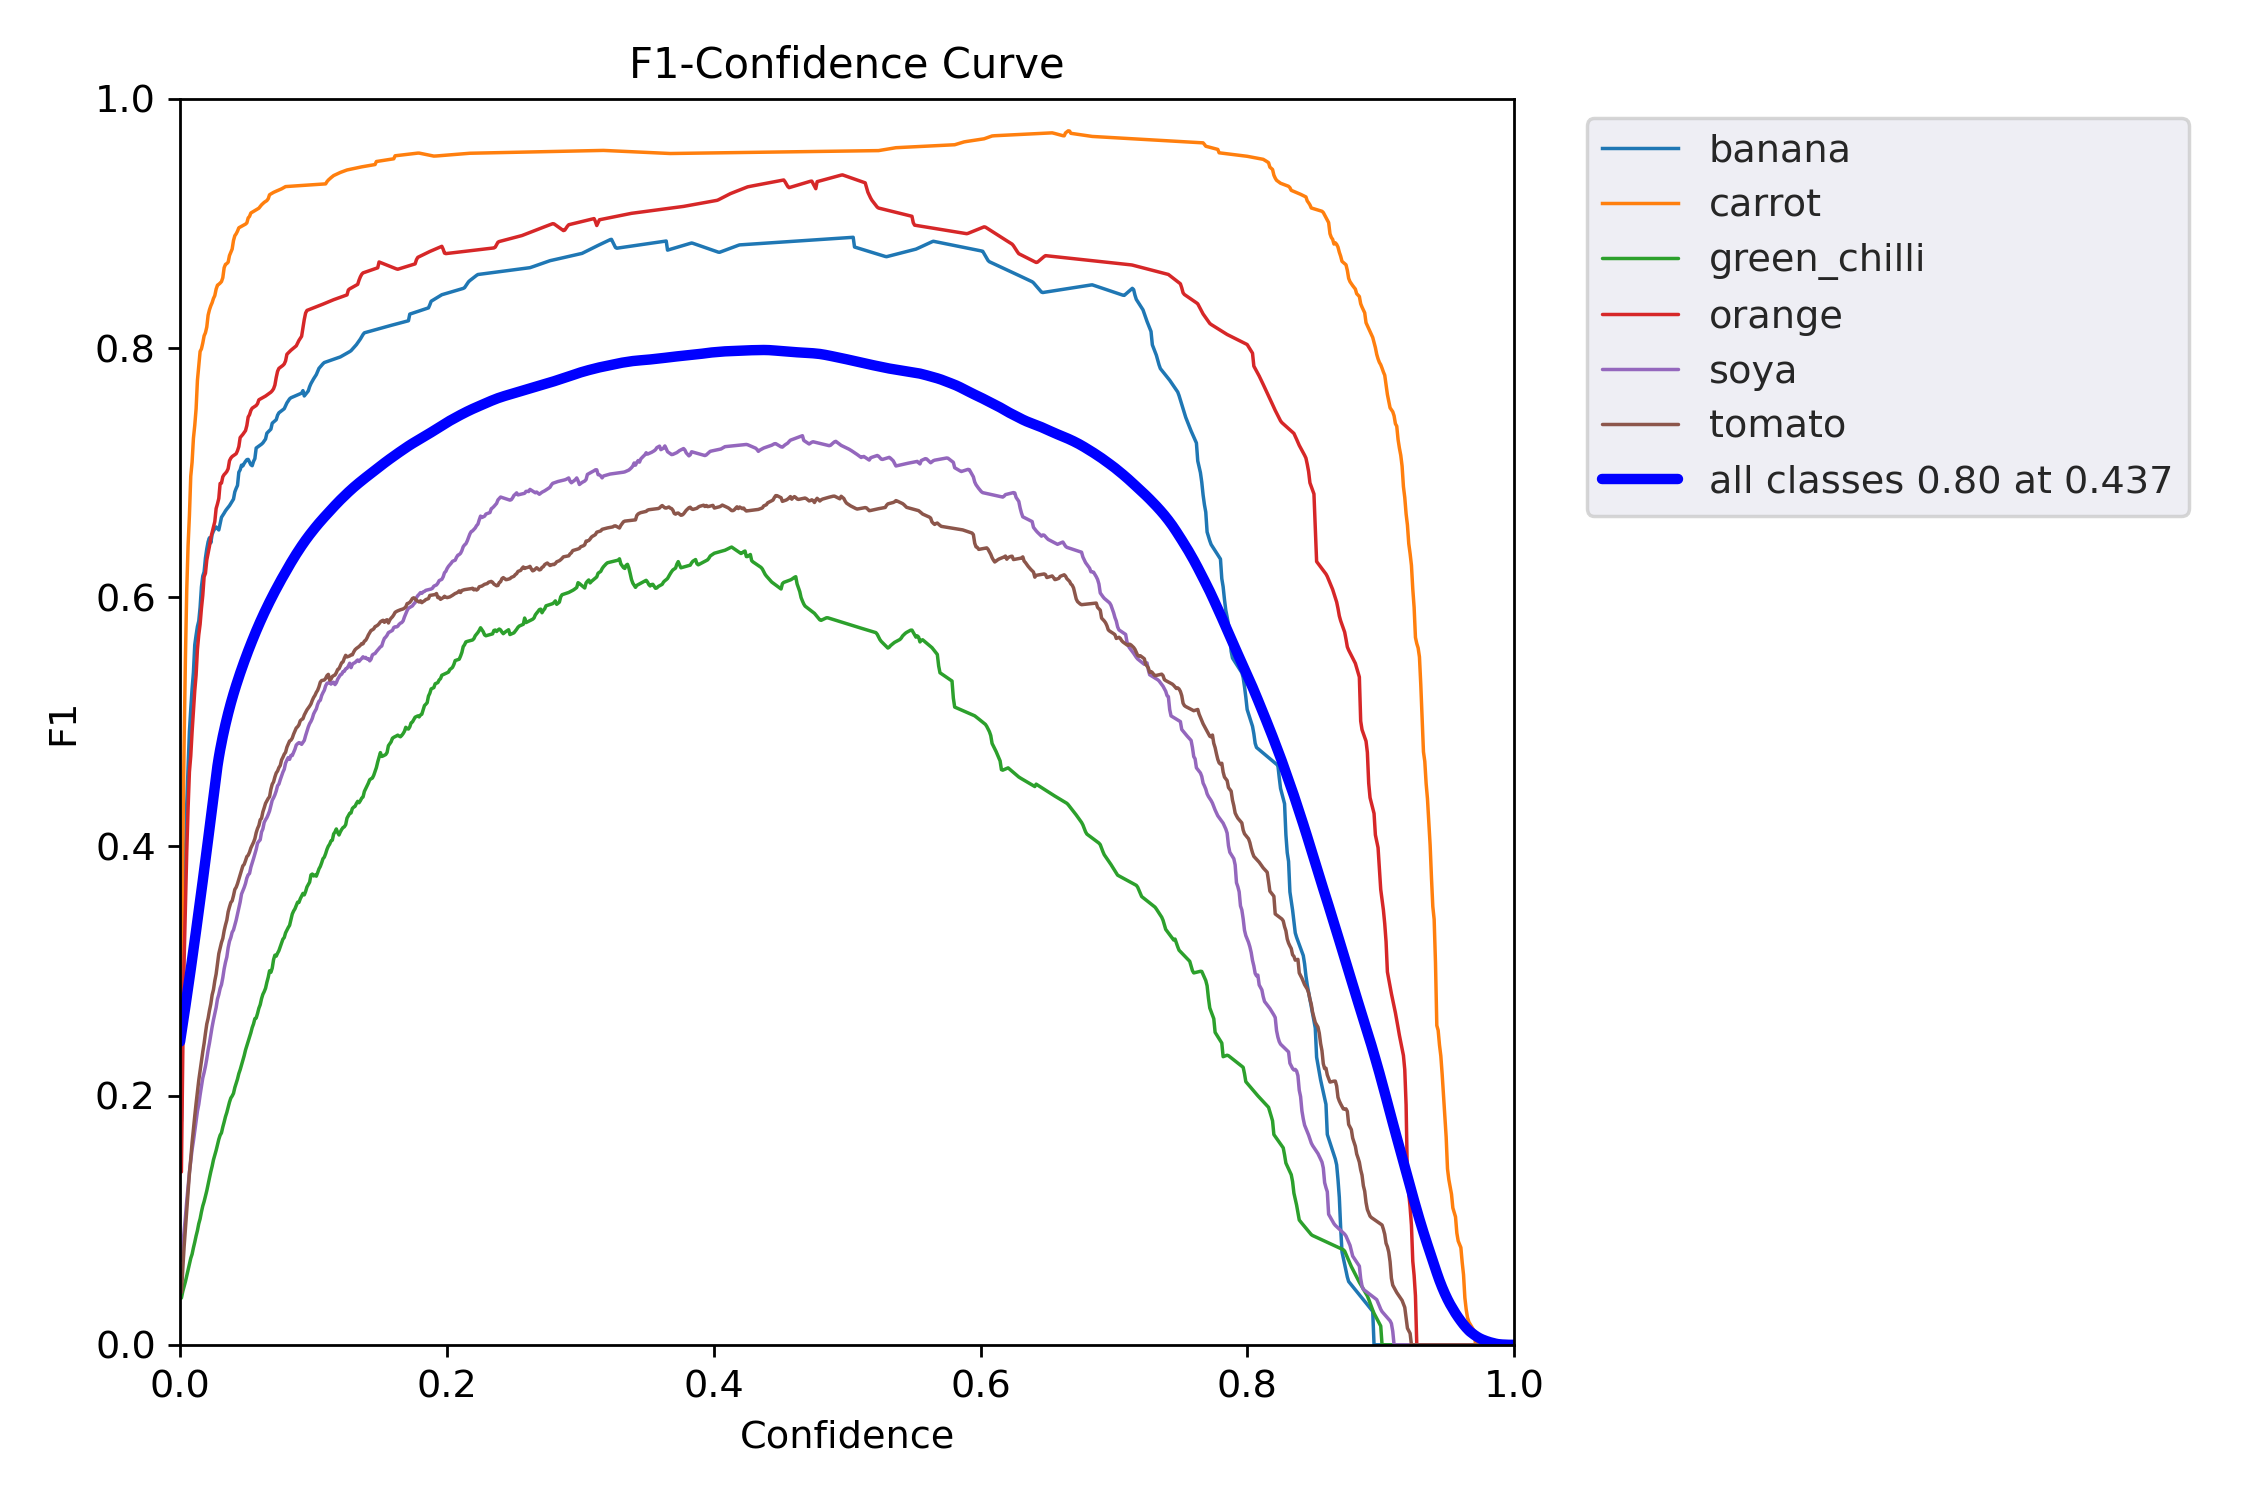 F1-Confidence Curve
1.0
0.8
0.6
0.4
0.2
0.0
F1
0.0 0.2 0.4 0.6 0.8 1.0
Confidence
banana
carrot
green_chilli
orange
soya
tomato
all classes 0.80 at 0.437